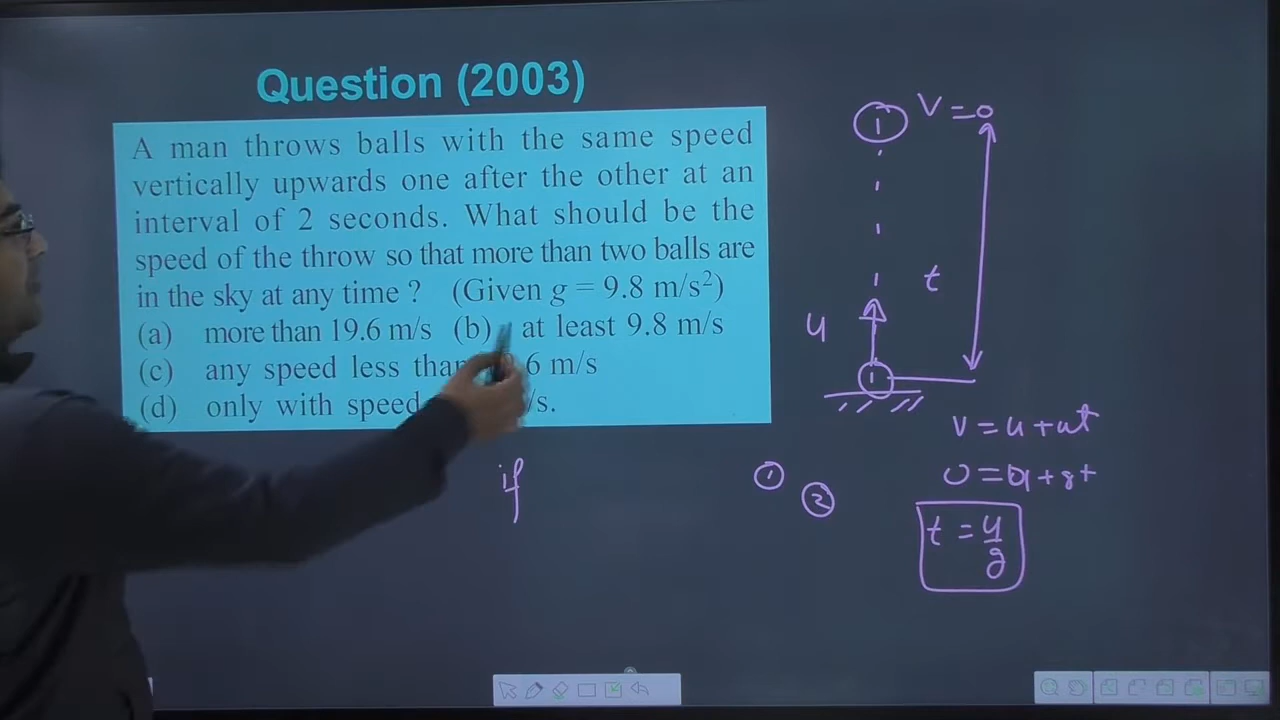 Question (2003)
A man throws balls with the same speed
vertically upwards one after the other at an
interval of 2 seconds. What should be the
speed of the throw so that more than two balls are
in the sky at any time ? (Given g = 9.8 m/s²)
(a) more than 19.6 m/s (b) at least 9.8 m/s
(c) any speed less than 6 m/s
(d) only with speed /s.
1 V=0
t
u
1
v=u+at
0=u+gt
t = u/g
if
1
2